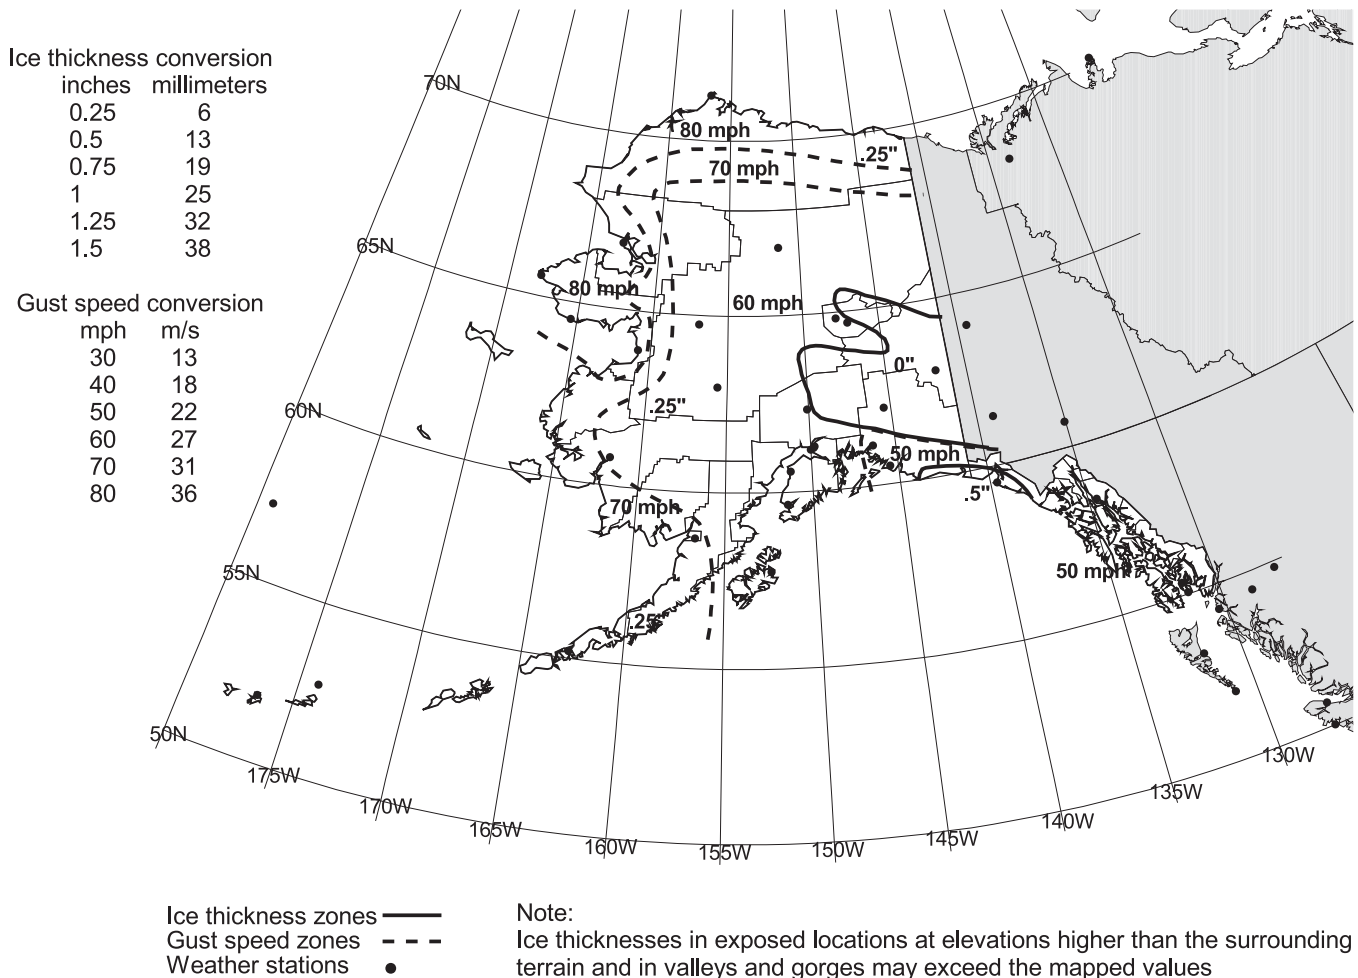 Ice thickness conversion
inches millimeters
0.25 6
0.5 13
0.75 19
1 25
1.25 32
1.5 38
Gust speed conversion
mph m/s
30 13
40 18
50 22
60 27
70 31
80 36
70N
65N
60N
55N
50N
80 mph
.25"
70 mph
80 mph
60 mph
0"
.25"
50 mph
.5"
70 mph
50 mph
.25"
175W
170W
165W
160W
155W
150W
145W
140W
135W
130W
Ice thickness zones
Gust speed zones
Weather stations
Note:
Ice thicknesses in exposed locations at elevations higher than the surrounding
terrain and in valleys and gorges may exceed the mapped values